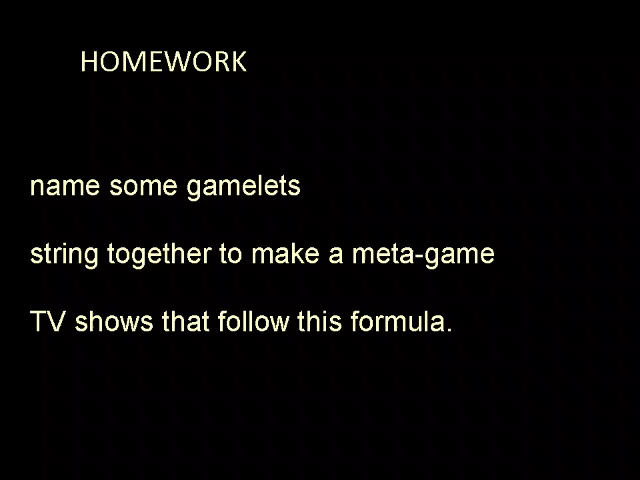 HOMEWORK
name some gamelets
string together to make a meta-game
TV shows that follow this formula.